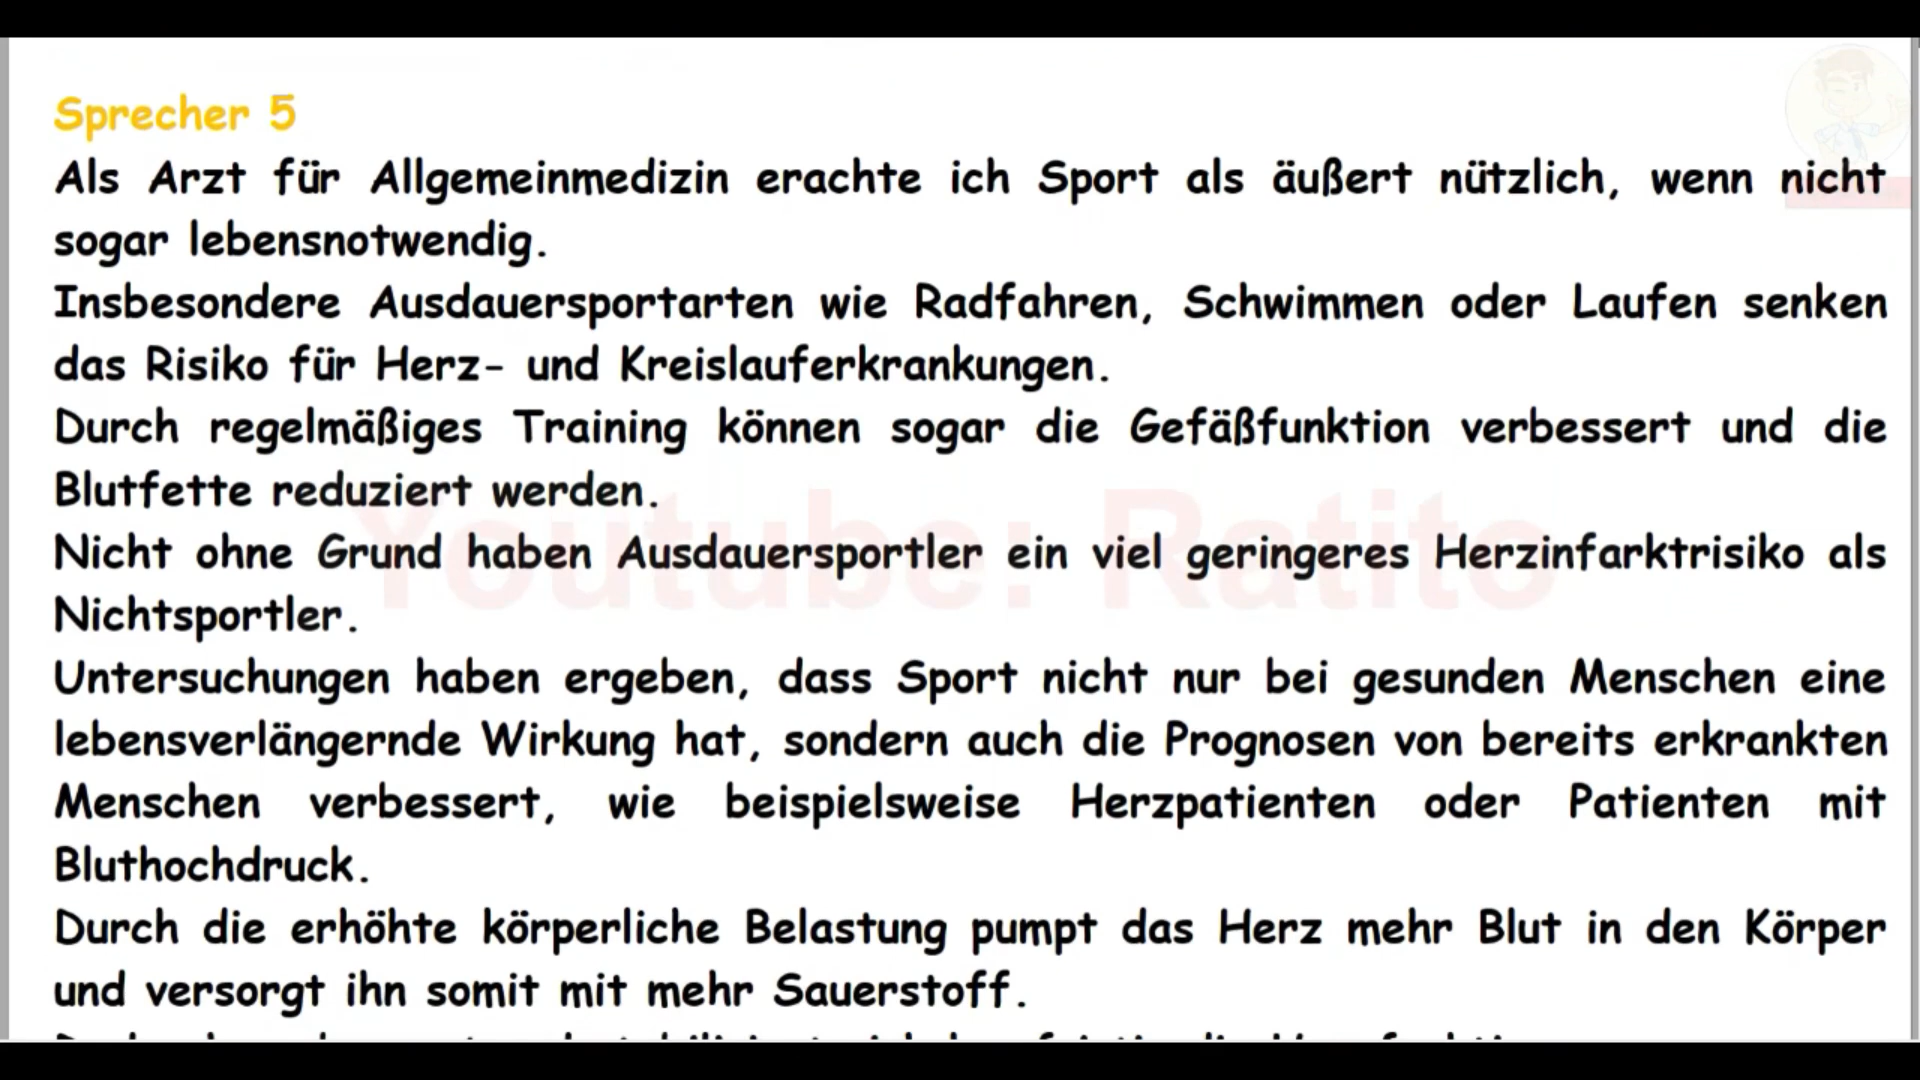 Sprecher 5
Als Arzt für Allgemeinmedizin erachte ich Sport als äußert nützlich, wenn nicht
sogar lebensnotwendig.
Insbesondere Ausdauersportarten wie Radfahren, Schwimmen oder Laufen senken
das Risiko für Herz- und Kreislauferkrankungen.
Durch regelmäßiges Training können sogar die Gefäßfunktion verbessert und die
Blutfette reduziert werden.
Youtube: Ratito
Nicht ohne Grund haben Ausdauersportler ein viel geringeres Herzinfarktrisiko als
Nichtsportler.
Untersuchungen haben ergeben, dass Sport nicht nur bei gesunden Menschen eine
lebensverlängernde Wirkung hat, sondern auch die Prognosen von bereits erkrankten
Menschen verbessert, wie beispielsweise Herzpatienten oder Patienten mit
Bluthochdruck.
Durch die erhöhte körperliche Belastung pumpt das Herz mehr Blut in den Körper
und versorgt ihn somit mit mehr Sauerstoff.